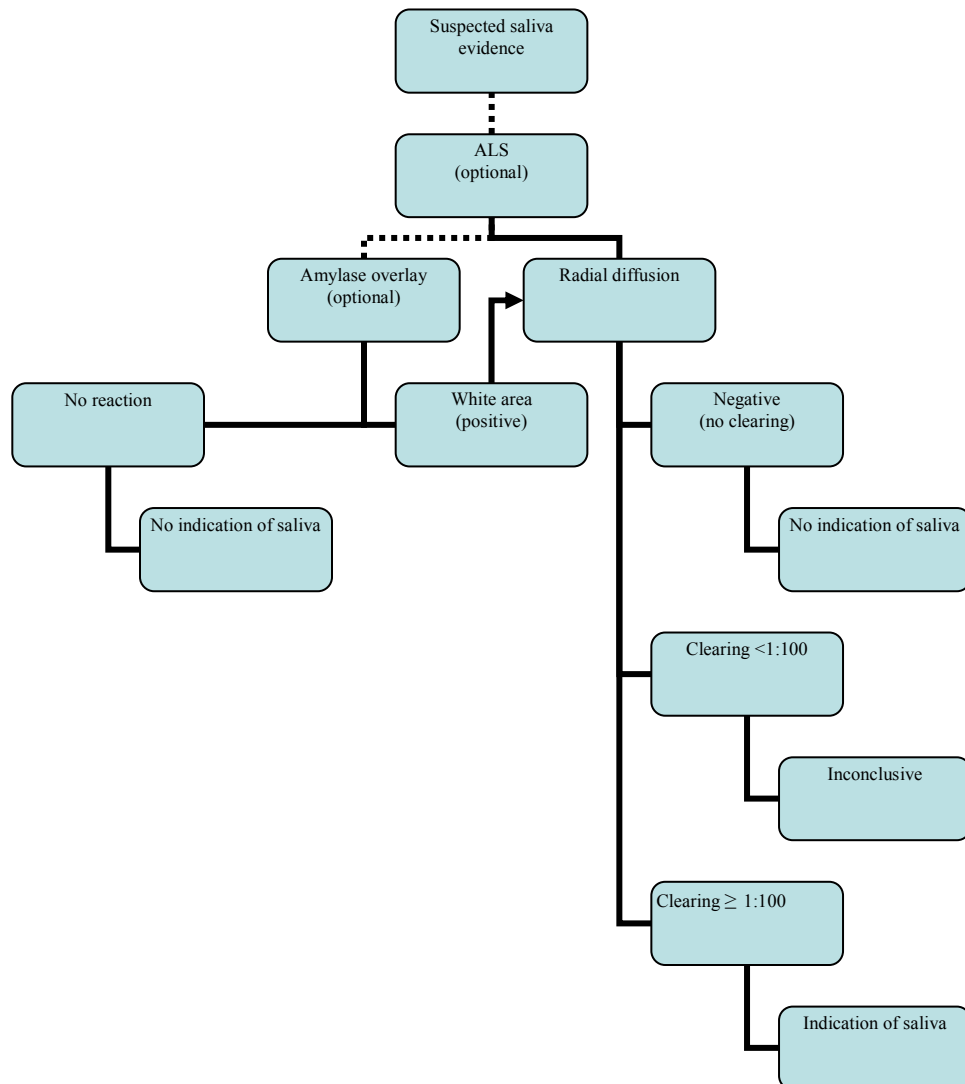 Suspected saliva
evidence
ALS
(optional)
Amylase overlay
(optional)
Radial diffusion
No reaction
White area
(positive)
Negative
(no clearing)
No indication of saliva
No indication of saliva
Clearing <1:100
Inconclusive
Clearing ≥ 1:100
Indication of saliva